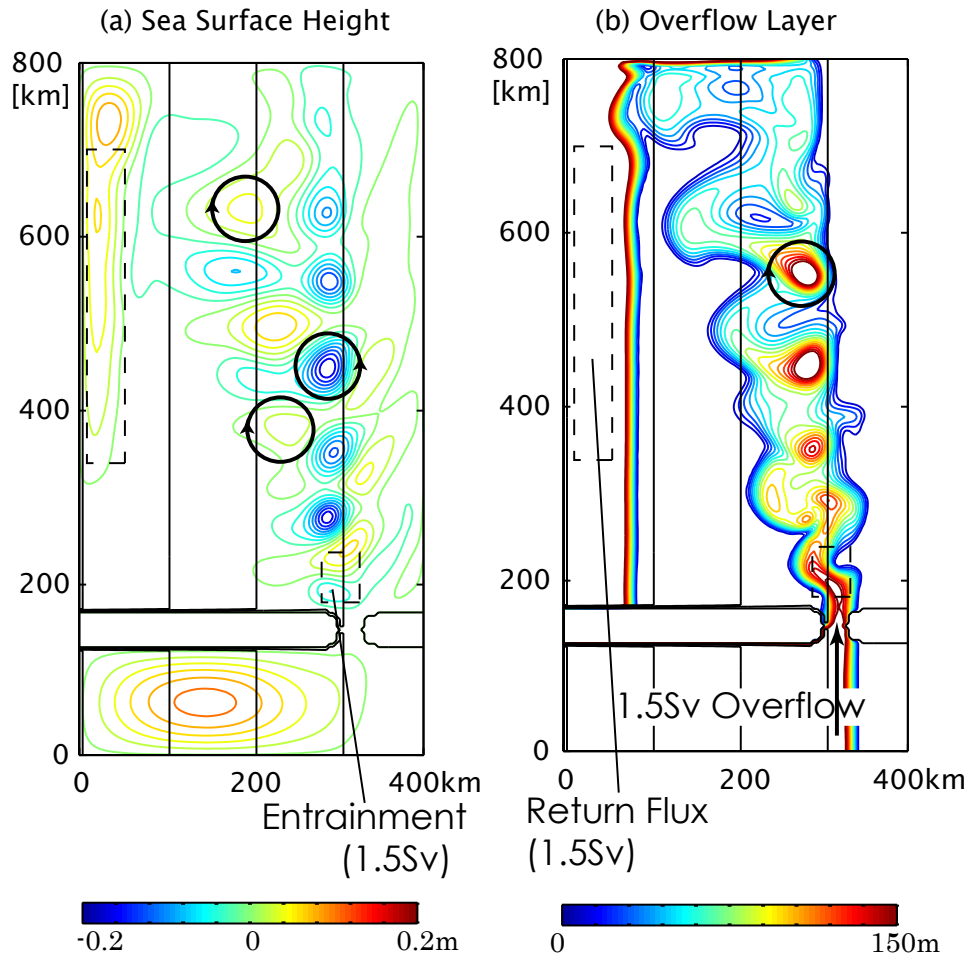 (a) Sea Surface Height
(b) Overflow Layer
800
[km]
600
400
200
0
0
200
400km
800
[km]
600
400
200
0
0
200
400km
1.5Sv Overflow
Entrainment
(1.5Sv)
Return Flux
(1.5Sv)
-0.2
0
0.2m
0
150m